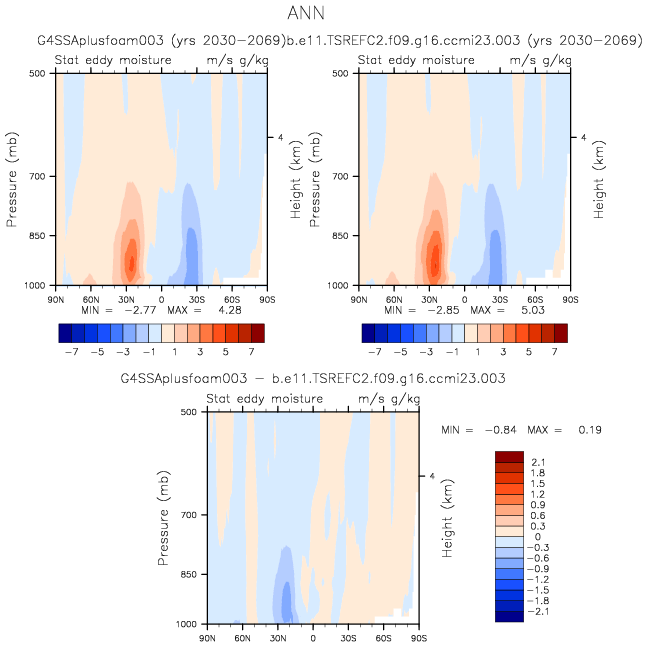 ANN
G4SSAplusfoam003 (yrs 2030-2069)b.e11.TSREFC2.f09.g16.ccmi23.003 (yrs 2030-2069)
Stat eddy moisture m/s g/kg
Pressure (mb)
500
700
850
1000
4
Height (km)
90N 60N 30N 0 30S 60S 90S
MIN = -2.77 MAX = 4.28
-7 -5 -3 -1 1 3 5 7
Stat eddy moisture m/s g/kg
Pressure (mb)
500
700
850
1000
4
Height (km)
90N 60N 30N 0 30S 60S 90S
MIN = -2.85 MAX = 5.03
-7 -5 -3 -1 1 3 5 7
G4SSAplusfoam003 - b.e11.TSREFC2.f09.g16.ccmi23.003
Stat eddy moisture m/s g/kg
Pressure (mb)
500
700
850
1000
4
Height (km)
90N 60N 30N 0 30S 60S 90S
MIN = -0.84 MAX = 0.19
2.1
1.8
1.5
1.2
0.9
0.6
0.3
0
-0.3
-0.6
-0.9
-1.2
-1.5
-1.8
-2.1